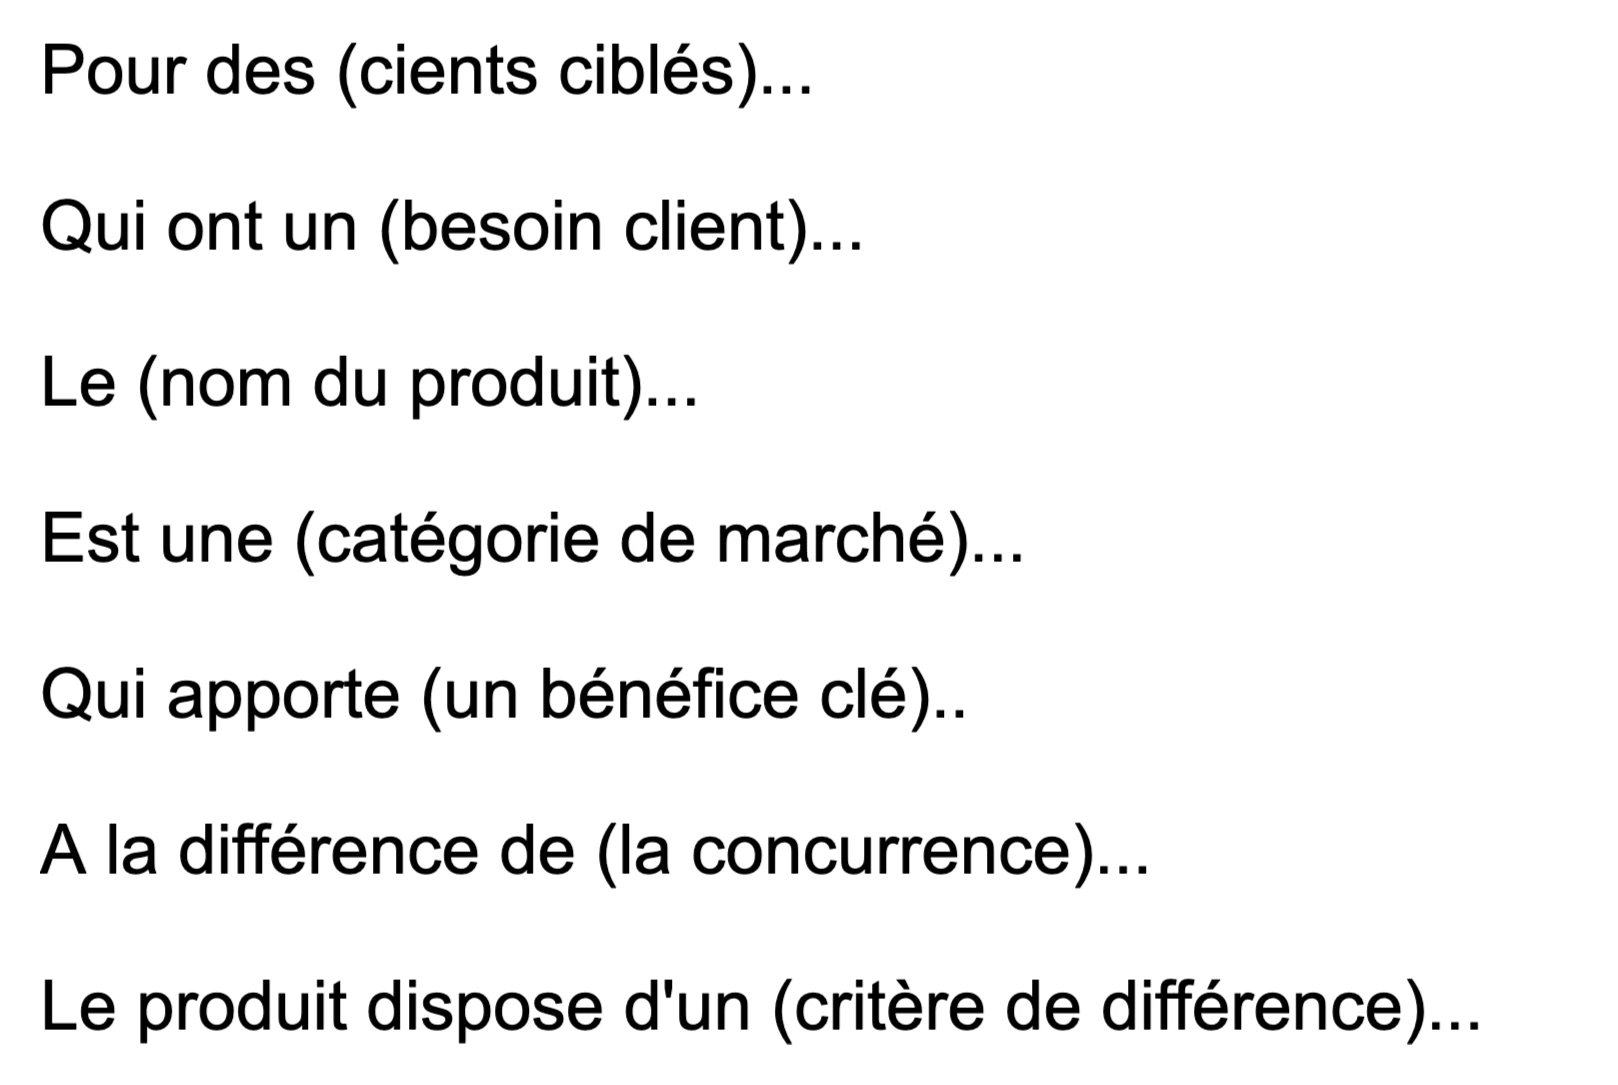 Pour des (cients ciblés)...
Qui ont un (besoin client)...
Le (nom du produit)...
Est une (catégorie de marché)...
Qui apporte (un bénéfice clé)..
A la différence de (la concurrence)...
Le produit dispose d'un (critère de différence)...